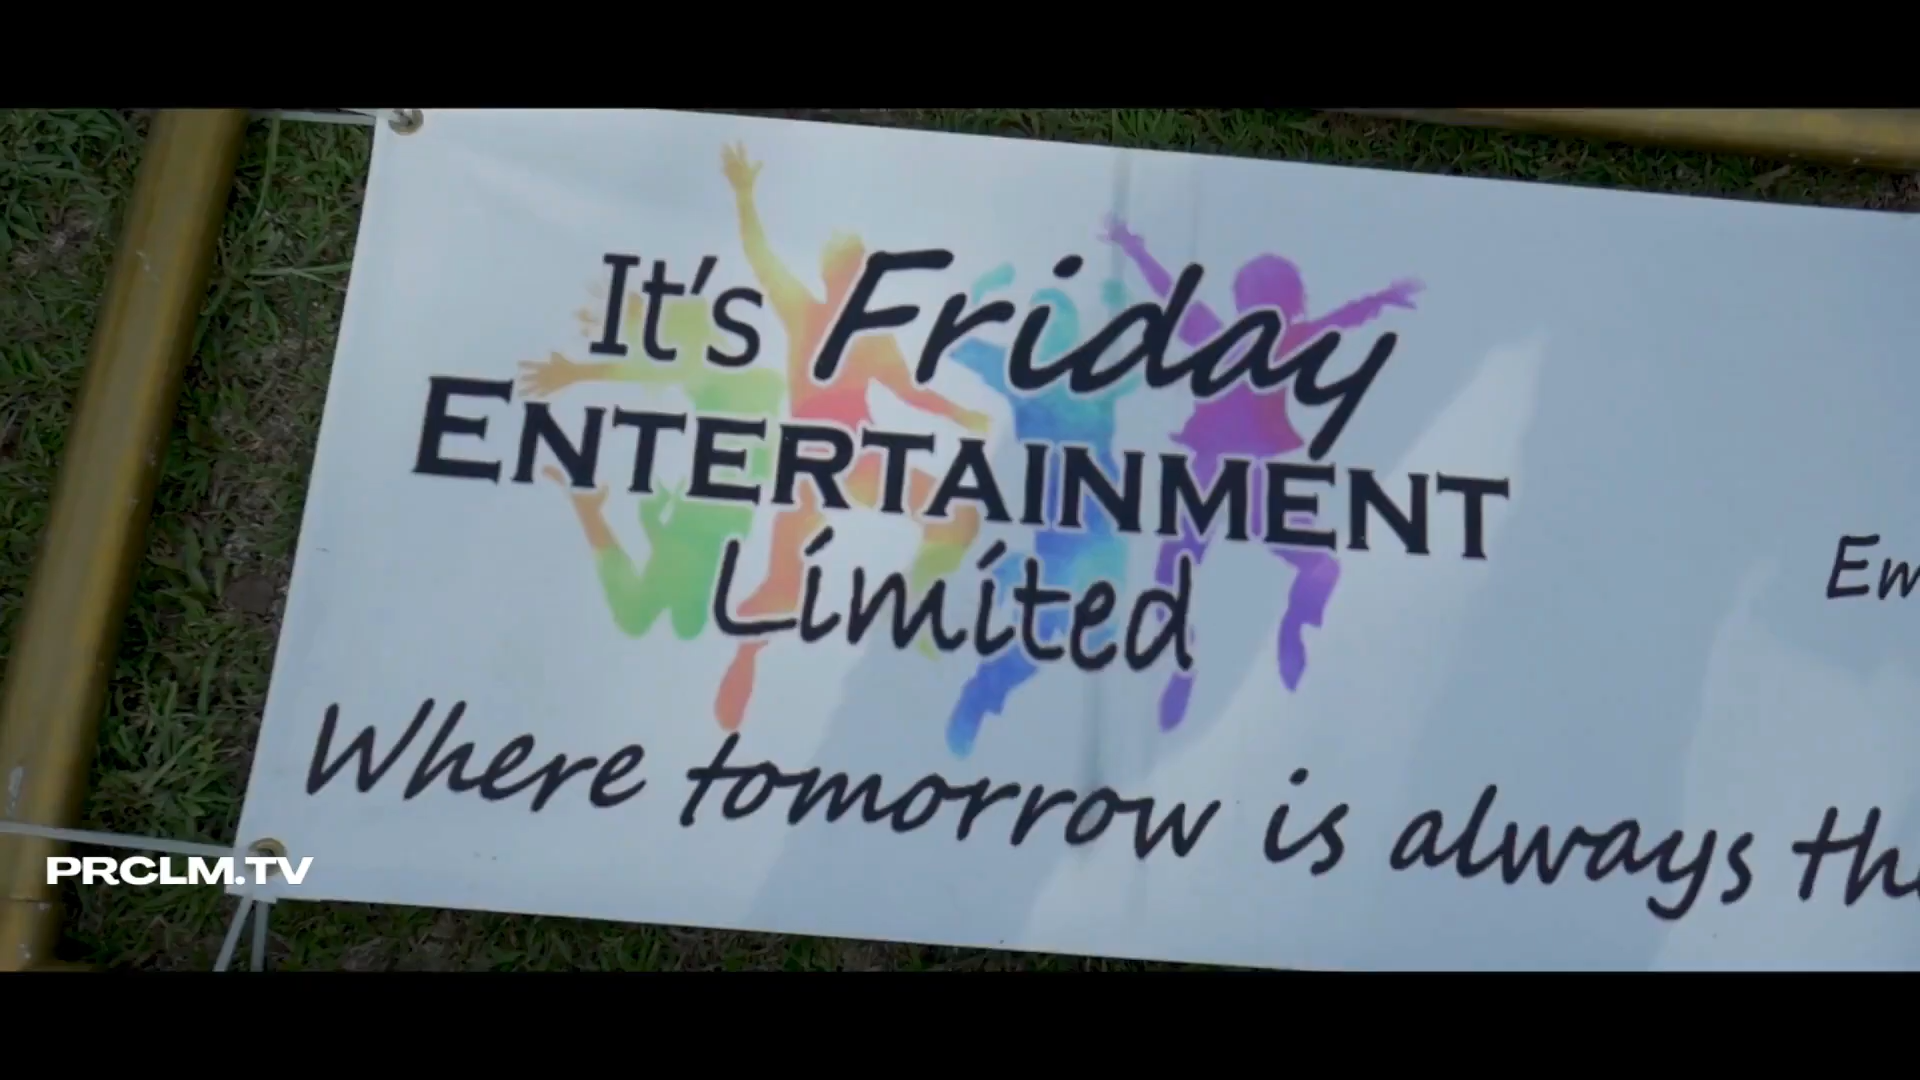 It's Friday
ENTERTAINMENT
Limited
Where tomorrow is always
PRCLM.TV